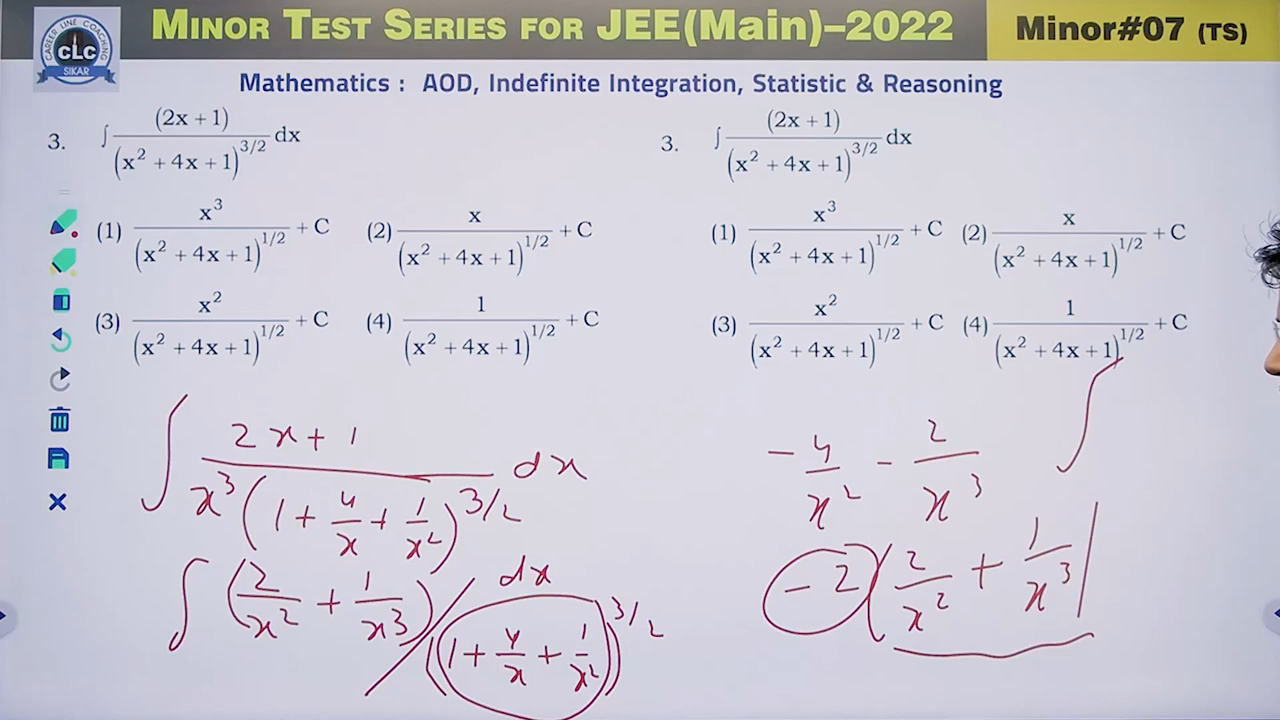 MINOR TEST SERIES FOR JEE(MAIN)–2022
Minor#07 (TS)
CAREER LINE COACHING
CLC
SIKAR
Mathematics : AOD, Indefinite Integration, Statistic & Reasoning
3. ∫ (2x + 1) / (x² + 4x + 1)^3/2 dx
(1) x³ / (x² + 4x + 1)^1/2 + C (2) x / (x² + 4x + 1)^1/2 + C
(3) x² / (x² + 4x + 1)^1/2 + C (4) 1 / (x² + 4x + 1)^1/2 + C
∫ 2x + 1 / x³ (1 + 4/x + 1/x²)^3/2 dx
∫ (2/x² + 1/x³) dx / (1 + 4/x + 1/x²)^3/2
3. ∫ (2x + 1) / (x² + 4x + 1)^3/2 dx
(1) x³ / (x² + 4x + 1)^1/2 + C (2) x / (x² + 4x + 1)^1/2 + C
(3) x² / (x² + 4x + 1)^1/2 + C (4) 1 / (x² + 4x + 1)^1/2 + C
- 4/x² - 2/x³ ∫
- 2 (2/x² + 1/x³|